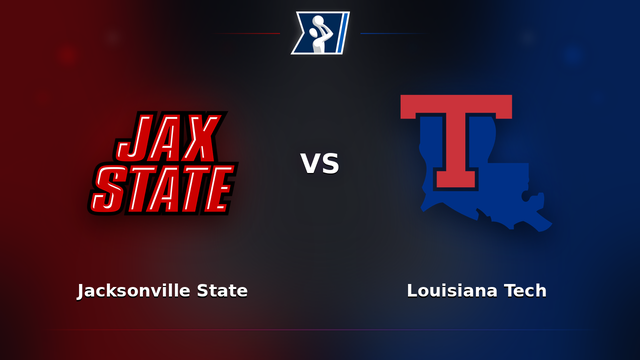 JAX
STATE
VS
T
Jacksonville State
Louisiana Tech